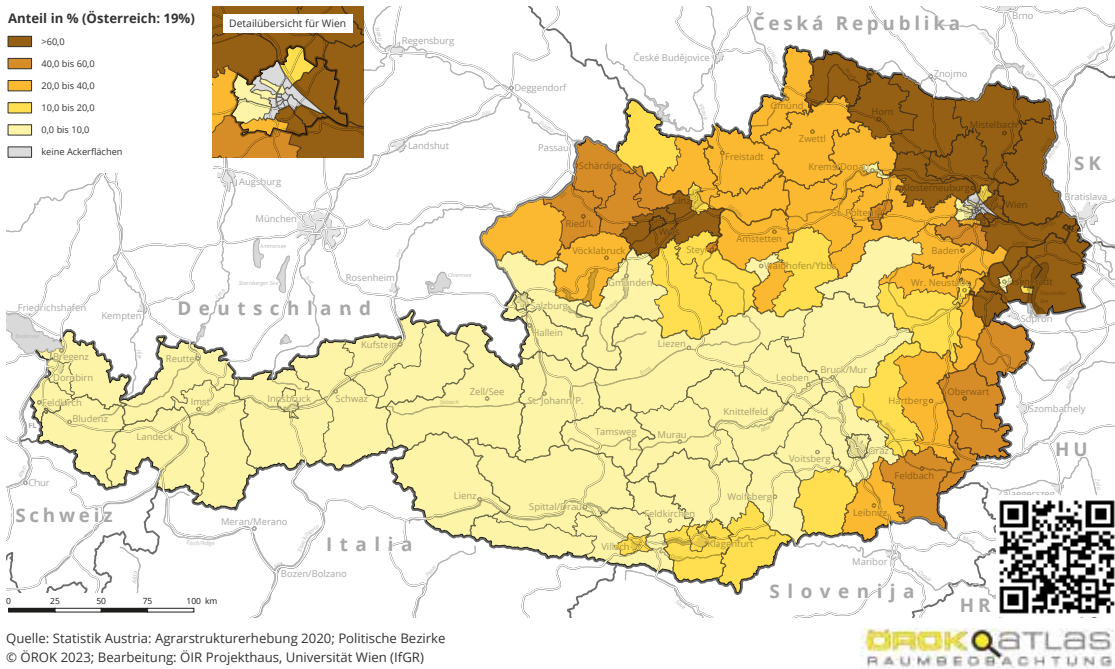 Anteil in % (Österreich: 19%)
>60,0
40,0 bis 60,0
20,0 bis 40,0
10,0 bis 20,0
0,0 bis 10,0
keine Ackerflächen
Detailübersicht für Wien
Česká Republika
Brno
Regensburg
České Budějovice
Znojmo
Deggendorf
Gmünd
Horn
Mistelbach
Landshut
Passau
Zwettl
Freistadt
SK
Schärding
Krems/Donau
Augsburg
Klosterneuburg
Bratislava
Wien
München
Ried/I.
Linz
Wels
St. Pölten
Amstetten
Vöcklabruck
Steyr
Baden
Waidhofen/Ybbs
Rosenheim
Gmunden
Wr. Neustadt
Eisenstadt
Friedrichshafen
Kempten
Deutschland
Salzburg
Sopron
Hallein
Kufstein
Liezen
Bregenz
Reutte
Dornbirn
Bruck/Mur
Leoben
Zell/See
Innsbruck
Schwaz
St. Johann/P.
Imst
Feldkirch
Hartberg
Oberwart
Szombathely
Knittelfeld
Bludenz
FL
Landeck
Tamsweg
Murau
HU
Graz
Voitsberg
Feldbach
Chur
Lienz
Wolfsberg
Spittal/Drau
Feldkirchen
Leibnitz
Schweiz
Meran/Merano
Italia
Villach
Klagenfurt
Maribor
Bozen/Bolzano
Slovenija
HR
0 25 50 75 100 km
Quelle: Statistik Austria: Agrarstrukturerhebung 2020; Politische Bezirke
© ÖROK 2023; Bearbeitung: ÖIR Projekthaus, Universität Wien (IfGR)
ÖROK ATLAS
RAUMBEOBACHTUNG